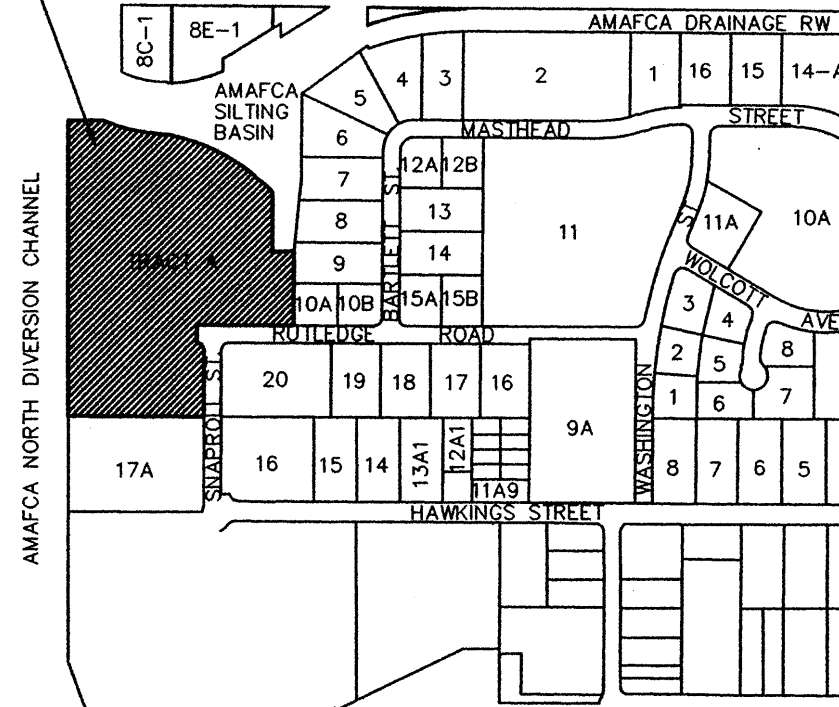 8C-1
8E-1
AMAFCA DRAINAGE RW
AMAFCA
SILTING
BASIN
5
4
3
2
1
16
15
14-A
MASTHEAD
STREET
6
7
8
9
10A
10B
BARTLETT ST.
12A
12B
13
14
15A
15B
11
ST
11A
10A
WOLCOTT
AVE
TRACT A
AMAFCA NORTH DIVERSION CHANNEL
RUTLEDGE
ROAD
3
4
2
5
1
6
8
7
SNAPROLL ST.
20
19
18
17
16
9A
WASHINGTON
17A
16
15
14
13A1
12A1
11A9
8
7
6
5
HAWKINGS STREET